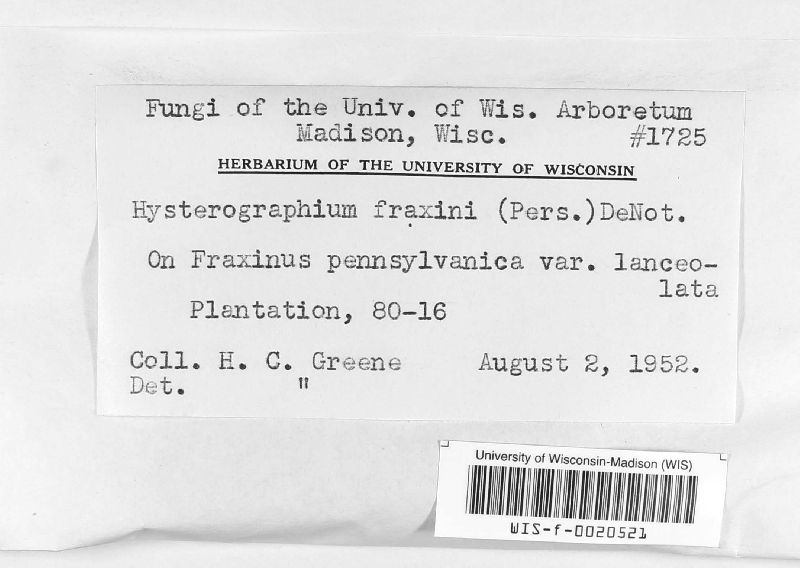 Fungi of the Univ. of Wis. Arboretum
Madison, Wisc. #1725
HERBARIUM OF THE UNIVERSITY OF WISCONSIN
Hysterographium fraxini (Pers.)DeNot.
On Fraxinus pennsylvanica var. lanceo-
lata
Plantation, 80-16
Coll. H. C. Greene August 2, 1952.
Det. "
University of Wisconsin-Madison (WIS)
WIS-f-0020521